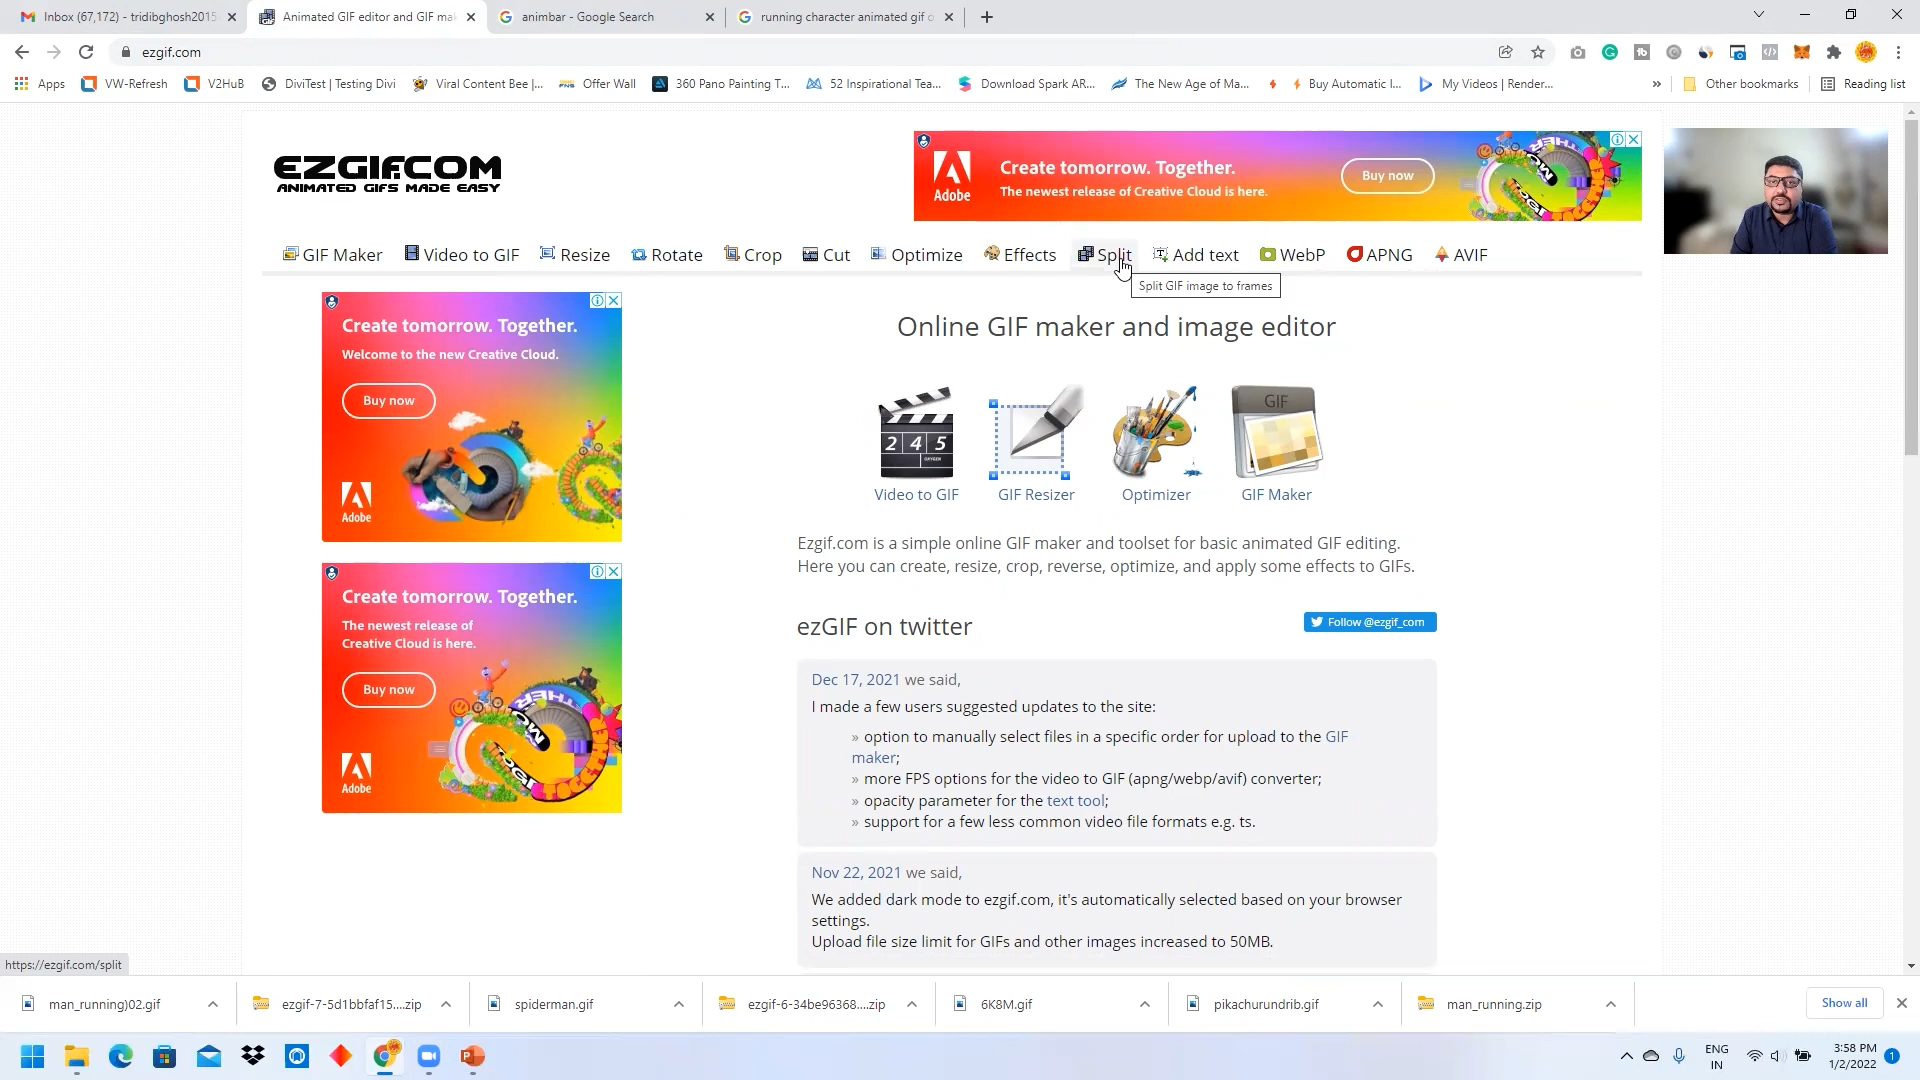 Inbox (67,172) - tridibghosh2015
Animated GIF editor and GIF ma
animbar - Google Search
running character animated gif o
ezgif.com
Apps
VW-Refresh
V2HuB
DiviTest | Testing Divi
Viral Content Bee |...
Offer Wall
360 Pano Painting T...
52 Inspirational Tea...
Download Spark AR...
The New Age of Ma...
Buy Automatic I...
My Videos | Render...
»
Other bookmarks
Reading list
EZGIF.COM
ANIMATED GIFS MADE EASY
Adobe
Create tomorrow. Together.
The newest release of Creative Cloud is here.
Buy now
GIF Maker
Video to GIF
Resize
Rotate
Crop
Cut
Optimize
Effects
Split
Add text
WebP
APNG
AVIF
Split GIF image to frames
Create tomorrow. Together.
Welcome to the new Creative Cloud.
Buy now
Adobe
Create tomorrow. Together.
The newest release of
Creative Cloud is here.
Buy now
Adobe
Online GIF maker and image editor
2 4 5
GIF
Video to GIF
GIF Resizer
Optimizer
GIF Maker
Ezgif.com is a simple online GIF maker and toolset for basic animated GIF editing.
Here you can create, resize, crop, reverse, optimize, and apply some effects to GIFs.
ezGIF on twitter
Follow @ezgif_com
Dec 17, 2021 we said,
I made a few users suggested updates to the site:
» option to manually select files in a specific order for upload to the GIF
maker;
» more FPS options for the video to GIF (apng/webp/avif) converter;
» opacity parameter for the text tool;
» support for a few less common video file formats e.g. ts.
Nov 22, 2021 we said,
We added dark mode to ezgif.com, it's automatically selected based on your browser
settings.
Upload file size limit for GIFs and other images increased to 50MB.
https://ezgif.com/split
man_running)02.gif
ezgif-7-5d1bbfaf15....zip
spiderman.gif
ezgif-6-34be96368....zip
6K8M.gif
pikachurundrib.gif
man_running.zip
Show all
ENG
IN
3:58 PM
1/2/2022
1